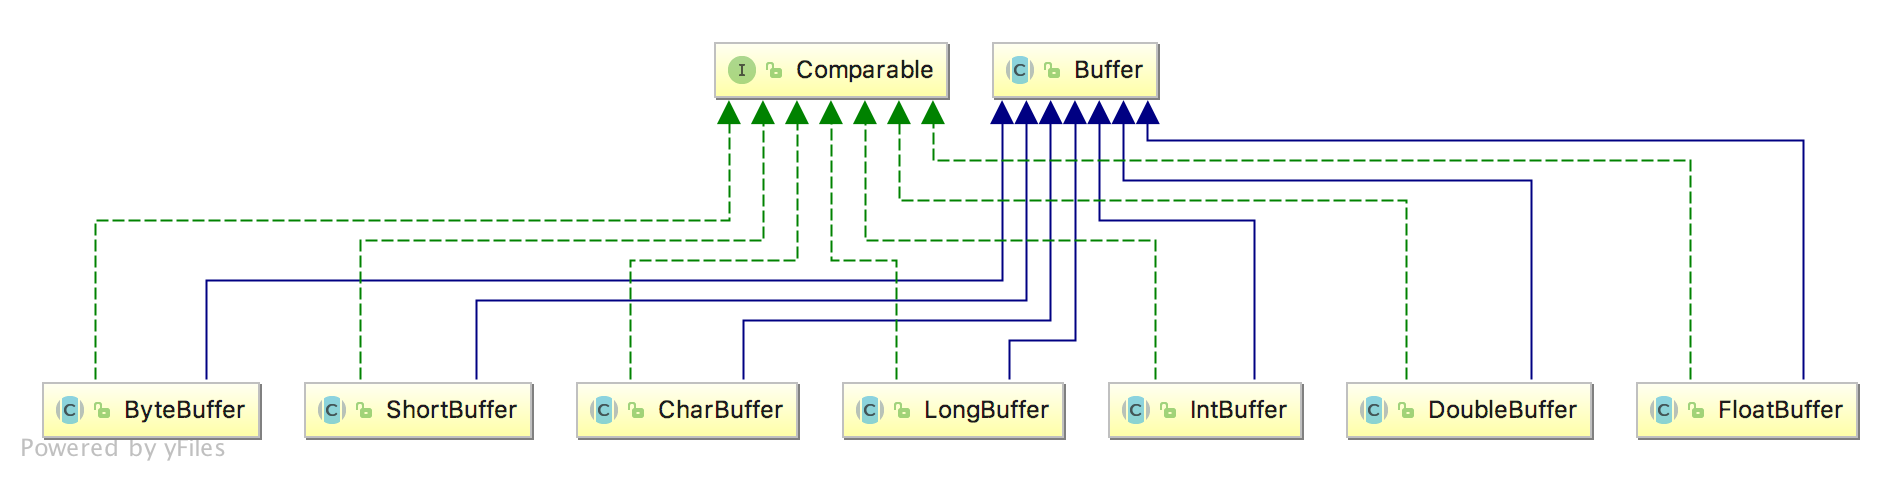 I Comparable
C Buffer
C ByteBuffer
C ShortBuffer
C CharBuffer
C LongBuffer
C IntBuffer
C DoubleBuffer
C FloatBuffer
Powered by yFiles